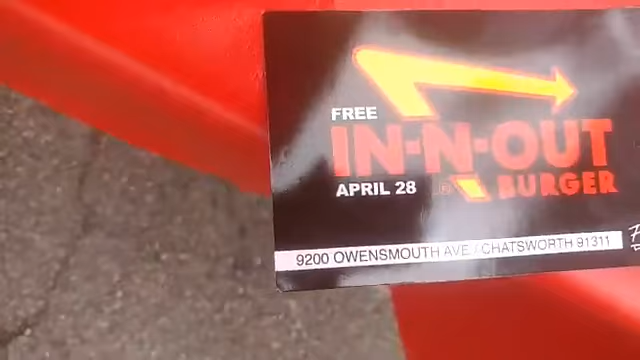 FREE
IN-N-OUT
APRIL 28
® BURGER
9200 OWENSMOUTH AVE / CHATSWORTH 91311